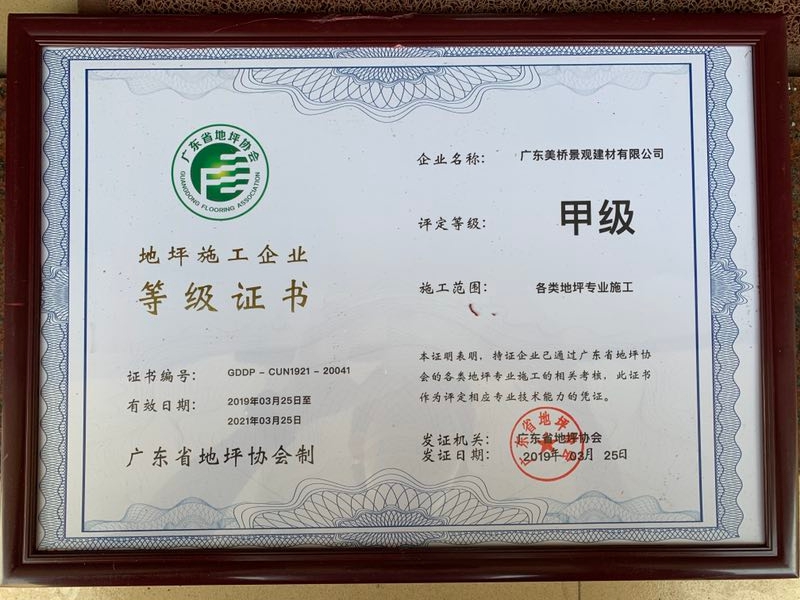 广东省地坪协会
GUANGDONG FLOORING ASSOCIATION
地坪施工企业
等级证书
证书编号： GDDP - CUN1921 - 20041
有效日期： 2019年03月25日至
2021年03月25日
广东省地坪协会制
企业名称： 广东美桥景观建材有限公司
评定等级： 甲级
施工范围： 各类地坪专业施工
本证明表明，持证企业已通过广东省地坪协
会的各类地坪专业施工的相关考核，此证书
作为评定相应专业技术能力的凭证。
发证机关： 广东省地坪协会
发证日期： 2019年 03月 25日
广东省地坪协会